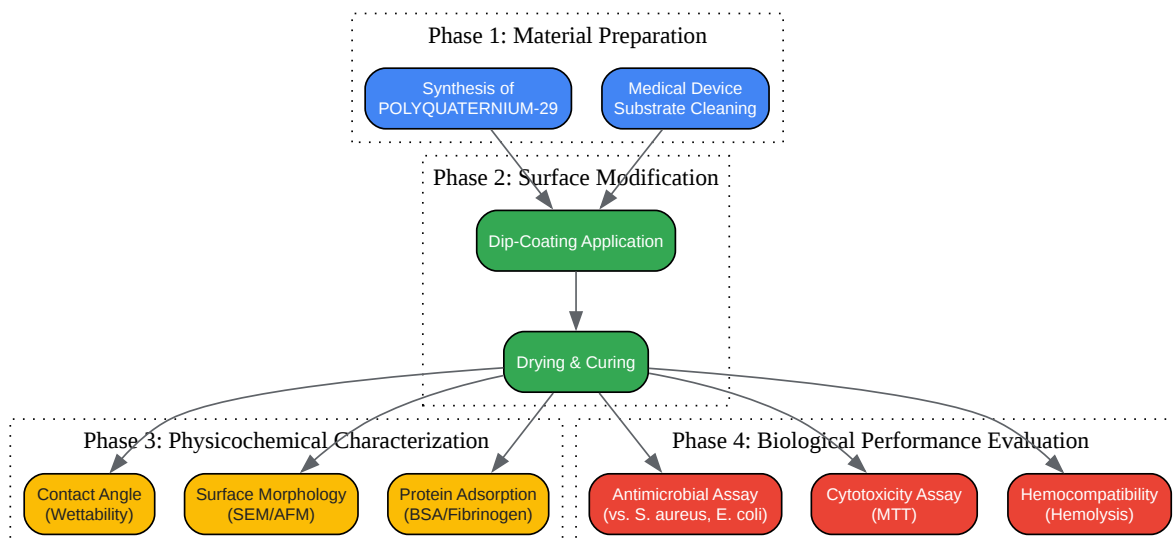 Phase 1: Material Preparation
Synthesis of
POLYQUATERNIUM-29
Medical Device
Substrate Cleaning
Phase 2: Surface Modification
Dip-Coating Application
Drying & Curing
Phase 3: Physicochemical Characterization
Contact Angle
(Wettability)
Surface Morphology
(SEM/AFM)
Protein Adsorption
(BSA/Fibrinogen)
Phase 4: Biological Performance Evaluation
Antimicrobial Assay
(vs. S. aureus, E. coli)
Cytotoxicity Assay
(MTT)
Hemocompatibility
(Hemolysis)